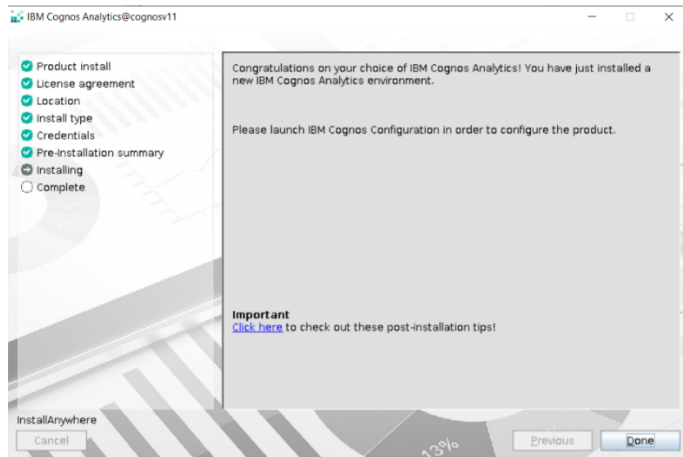 IBM Cognos Analytics@cognosv11
Product install
License agreement
Location
Install type
Credentials
Pre-Installation summary
Installing
Complete
Congratulations on your choice of IBM Cognos Analytics! You have just installed a
new IBM Cognos Analytics environment.
Please launch IBM Cognos Configuration in order to configure the product.
Important
Click here to check out these post-installation tips!
InstallAnywhere
Cancel
13%
Previous
Done